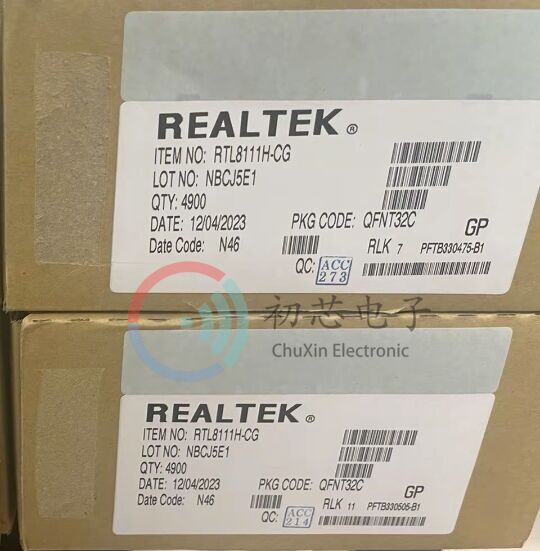 REALTEK®
ITEM NO: RTL8111H-CG
LOT NO: NBCJ5E1
QTY: 4900
DATE: 12/04/2023 PKG CODE: QFNT32C GP
Date Code: N46 RLK 7 PFTB330475-B1
QC: ACC 273
初芯电子
ChuXin Electronic
REALTEK®
ITEM NO: RTL8111H-CG
LOT NO: NBCJ5E1
QTY: 4900
DATE: 12/04/2023 PKG CODE: QFNT32C GP
Date Code: N46 RLK 11 PFTB330505-B1
QC: ACC 214